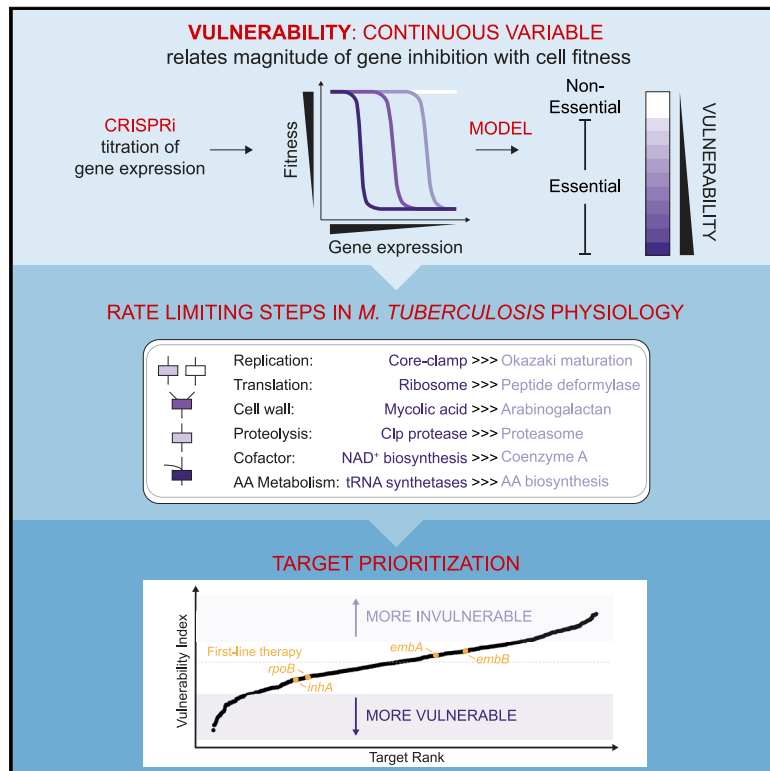 VULNERABILITY: CONTINUOUS VARIABLE
relates magnitude of gene inhibition with cell fitness
CRISPRi
titration of
gene expression
Fitness
Gene expression
MODEL
Non-
Essential
Essential
VULNERABILITY
RATE LIMITING STEPS IN M. TUBERCULOSIS PHYSIOLOGY
Replication: Core-clamp >>> Okazaki maturation
Translation: Ribosome >>> Peptide deformylase
Cell wall: Mycolic acid >>> Arabinogalactan
Proteolysis: Clp protease >>> Proteasome
Cofactor: NAD⁺ biosynthesis >>> Coenzyme A
AA Metabolism: tRNA synthetases >>> AA biosynthesis
TARGET PRIORITIZATION
Vulnerability Index
MORE INVULNERABLE
First-line therapy
rpoB
inhA
embA
embB
MORE VULNERABLE
Target Rank